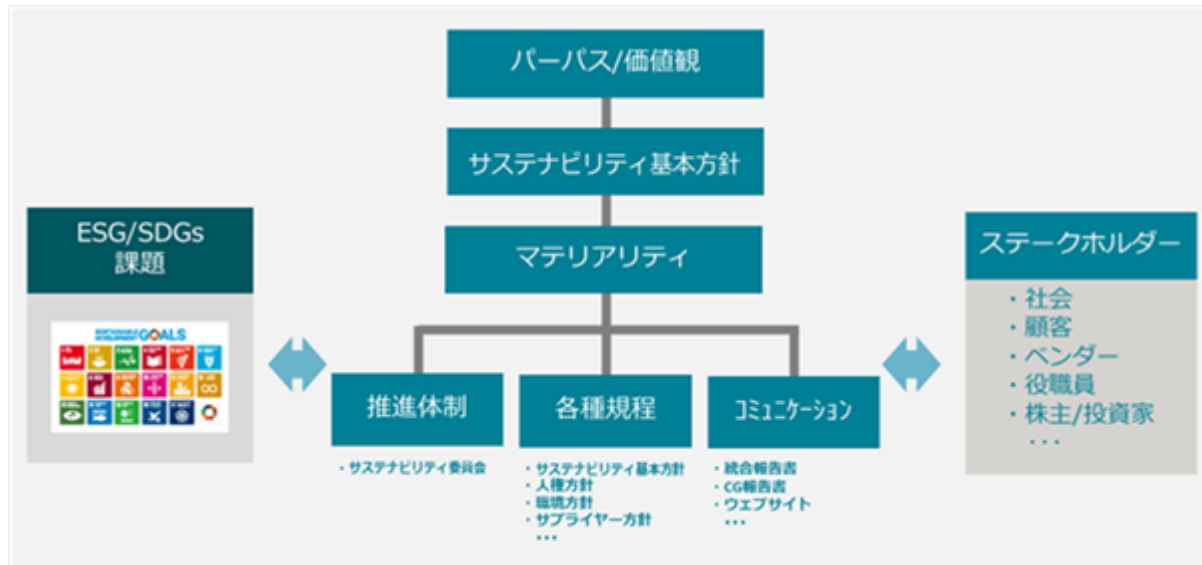 パーパス/価値観
サステナビリティ基本方針
マテリアリティ
ESG/SDGs
課題
SUSTAINABLE
DEVELOPMENT GOALS
推進体制
・サステナビリティ委員会
各種規程
・サステナビリティ基本方針
・人権方針
・環境方針
・サプライヤー方針
・・・
コミュニケーション
・統合報告書
・CG報告書
・ウェブサイト
・・・
ステークホルダー
・社会
・顧客
・ベンダー
・役職員
・株主/投資家
・・・